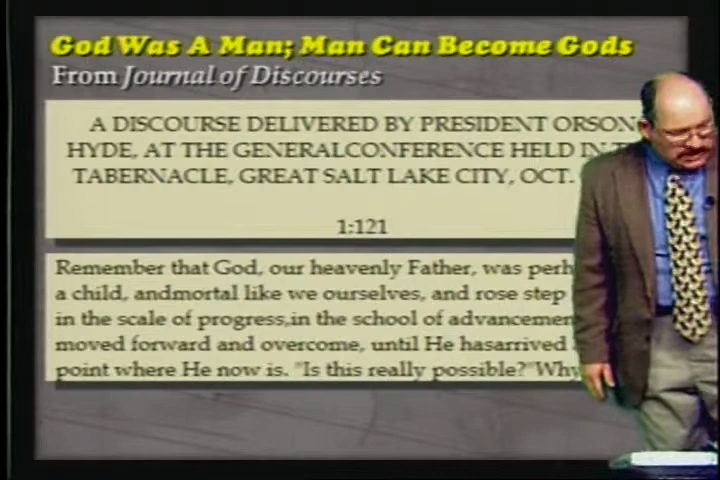 God Was A Man; Man Can Become Gods
From Journal of Discourses
A DISCOURSE DELIVERED BY PRESIDENT ORSON
HYDE, AT THE GENERALCONFERENCE HELD IN
TABERNACLE, GREAT SALT LAKE CITY, OCT.
1:121
Remember that God, our heavenly Father, was
a child, andmortal like we ourselves, and rose step
in the scale of progress,in the school of
moved forward and overcome, until He hasarrived
point where He now is. "Is this really possible?"Why